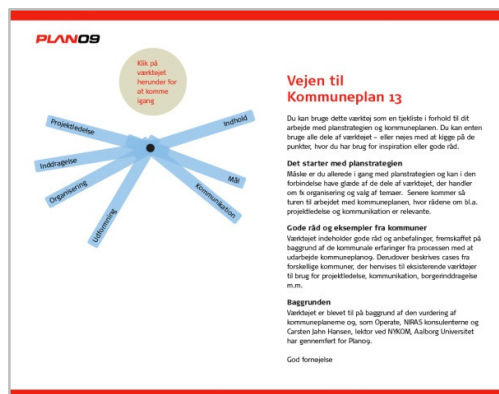 PLAN09
Klik på
værktøjet
herunder for
at komme
igang
Projektledelse
Inddragelse
Organisering
Udformning
Indhold
Mål
Kommunikation
Vejen til
Kommuneplan 13
Du kan bruge dette værktøj som en tjekliste i forhold til dit
arbejde med planstrategien og kommuneplanen. Du kan enten
bruge alle dele af værktøjet – eller nøjes med at kigge på de
punkter, hvor du har brug for inspiration eller gode råd.
Det starter med planstrategien
Måske er du allerede i gang med planstrategien og kan i den
forbindelse have glæde af de dele af værktøjet, der handler
om fx organisering og valg af temaer. Senere kommer så
turen til arbejdet med kommuneplanen, hvor rådene om bl.a.
projektledelse og kommunikation er relevante.
Gode råd og eksempler fra kommuner
Værktøjet indeholder gode råd og anbefalinger, fremskaffet på
baggrund af de kommunale erfaringer fra processen med at
udarbejde kommuneplan09. Derudover beskrives cases fra
forskellige kommuner, der henvises til eksisterende værktøjer
til brug for projektledelse, kommunikation, borgerinddragelse
m.m.
Baggrunden
Værktøjet er blevet til på baggrund af den vurdering af
kommuneplanerne 09, som Operate, NIRAS konsulenterne og
Carsten Jahn Hansen, lektor ved NYKOM, Aalborg Universitet
har gennemført for Plan09.
God fornøjelse